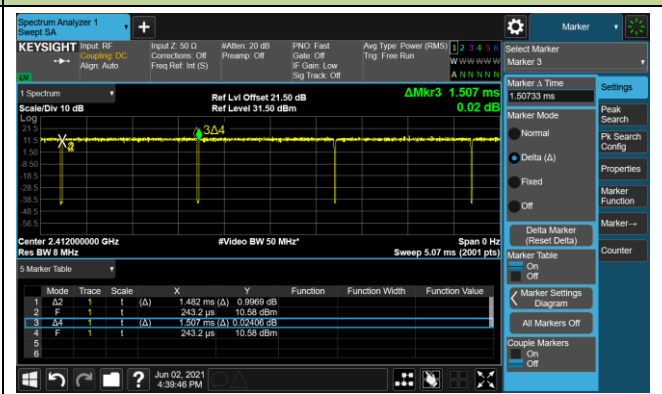 Spectrum Analyzer 1
Swept SA
+
Marker
KEYSIGHT
Input: RF
Coupling: DC
Align: Auto
Input Z: 50 Ω
Corrections: Off
Freq Ref: Int (S)
#Atten: 20 dB
Preamp: Off
PNO: Fast
Gate: Off
IF Gain: Low
Sig Track: Off
Avg Type: Power (RMS)
Trig: Free Run
1 2 3 4 5 6
W W W W W W
A N N N N N
Select Marker
Marker 3
1 Spectrum
Scale/Div 10 dB
Log
Ref Lvl Offset 21.50 dB
Ref Level 31.50 dBm
ΔMkr3 1.507 ms
0.02 dB
21.5
11.5
1.50
-8.50
-18.5
-28.5
-38.5
-48.5
-58.5
3Δ4
Center 2.412000000 GHz
Res BW 8 MHz
#Video BW 50 MHz*
Span 0 Hz
Sweep 5.07 ms (2001 pts)
5 Marker Table
Mode Trace Scale X Y Function Function Width Function Value
1 Δ2 1 t (Δ) 1.482 ms (Δ) 0.9969 dB
2 F 1 t 243.2 µs 10.58 dBm
3 Δ4 1 t (Δ) 1.507 ms (Δ) 0.02406 dB
4 F 1 t 243.2 µs 10.58 dBm
5
6
Jun 02, 2021
4:39:46 PM
Marker Δ Time
1.50733 ms
Marker Mode
Normal
Delta (Δ)
Fixed
Off
Delta Marker
(Reset Delta)
Marker Table
On
Off
Marker Settings
Diagram
All Markers Off
Couple Markers
On
Off
Settings
Peak
Search
Pk Search
Config
Properties
Marker
Function
Marker→
Counter